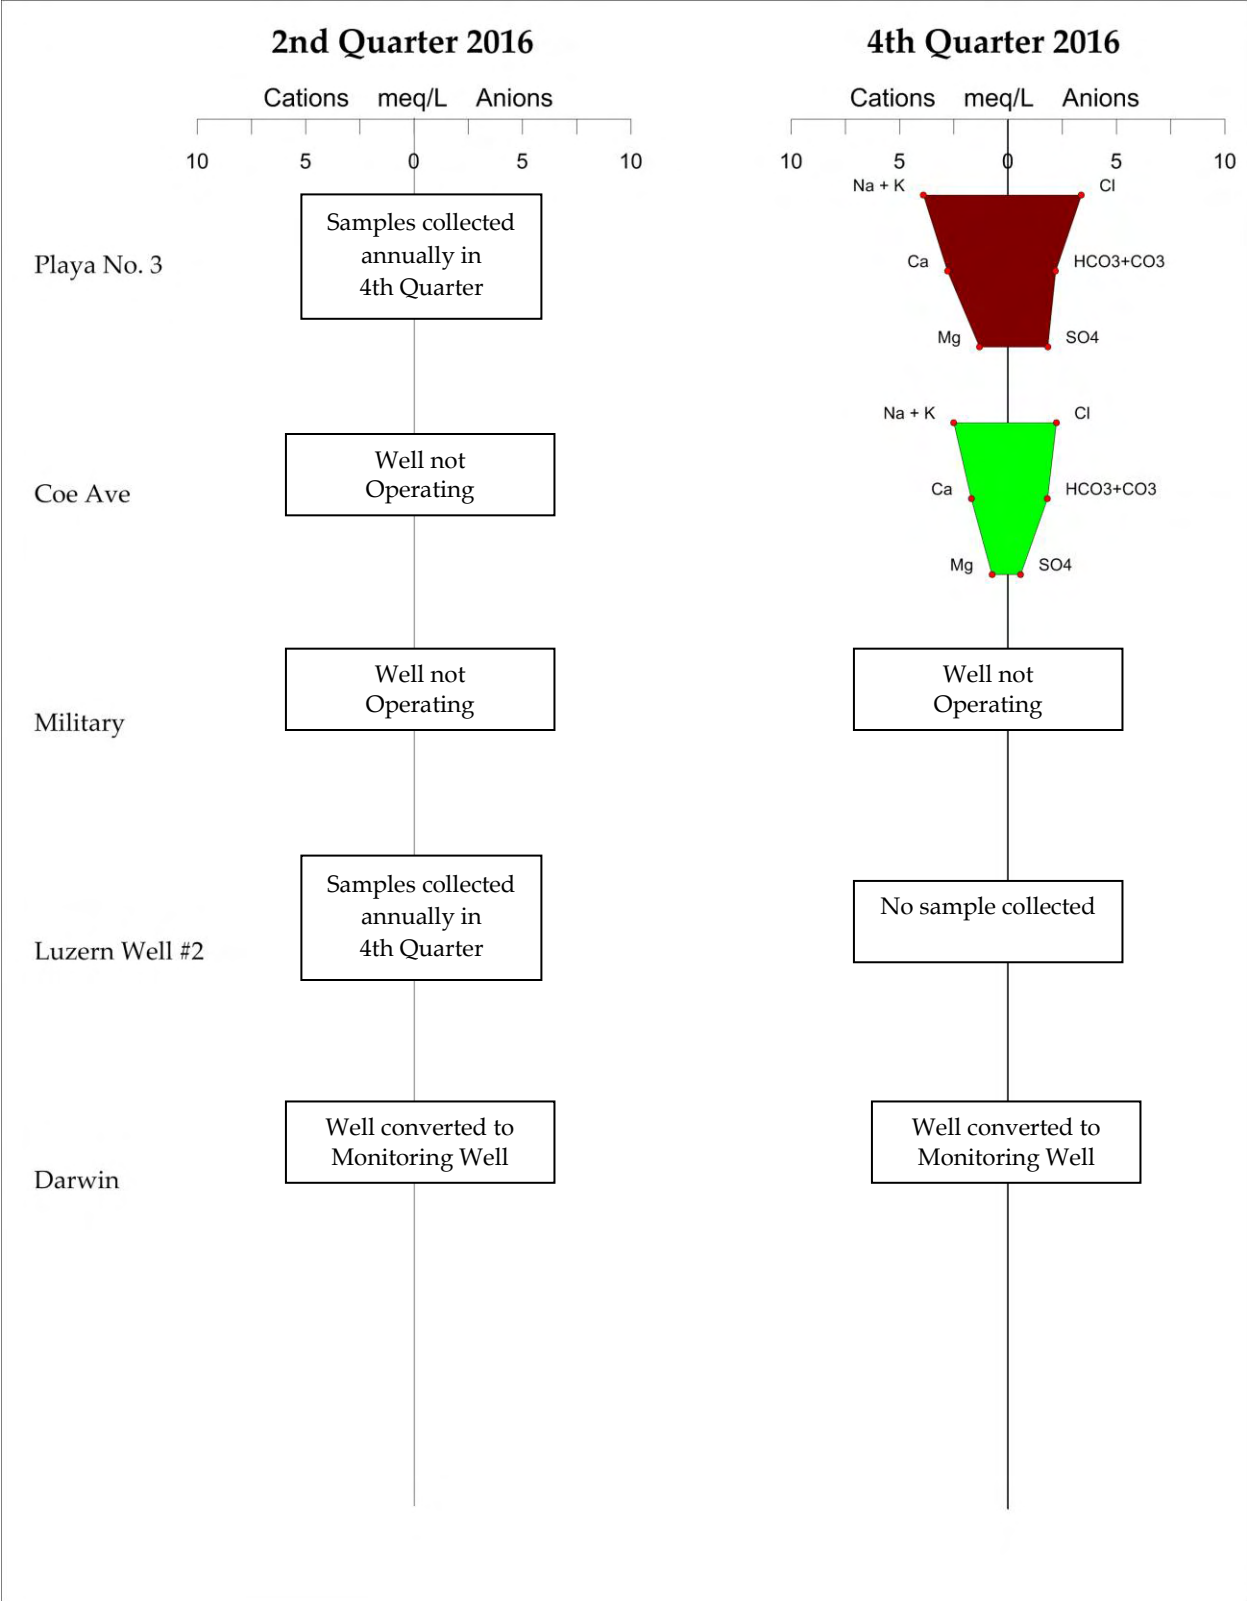 2nd Quarter 2016
4th Quarter 2016
Cations meq/L Anions
Cations meq/L Anions
10 5 0 5 10
10 5 0 5 10
Playa No. 3
Samples collected
annually in
4th Quarter
Na + K Cl
Ca HCO3+CO3
Mg SO4
Coe Ave
Well not
Operating
Na + K Cl
Ca HCO3+CO3
Mg SO4
Military
Well not
Operating
Well not
Operating
Luzern Well #2
Samples collected
annually in
4th Quarter
No sample collected
Darwin
Well converted to
Monitoring Well
Well converted to
Monitoring Well